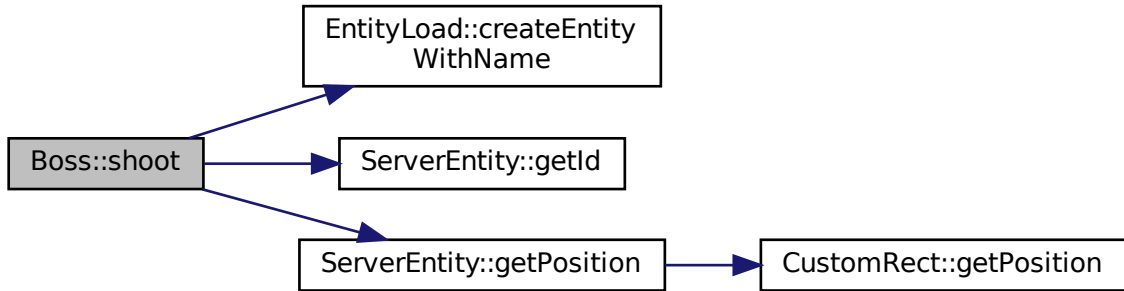 EntityLoad::createEntity
WithName
Boss::shoot
ServerEntity::getId
ServerEntity::getPosition
CustomRect::getPosition